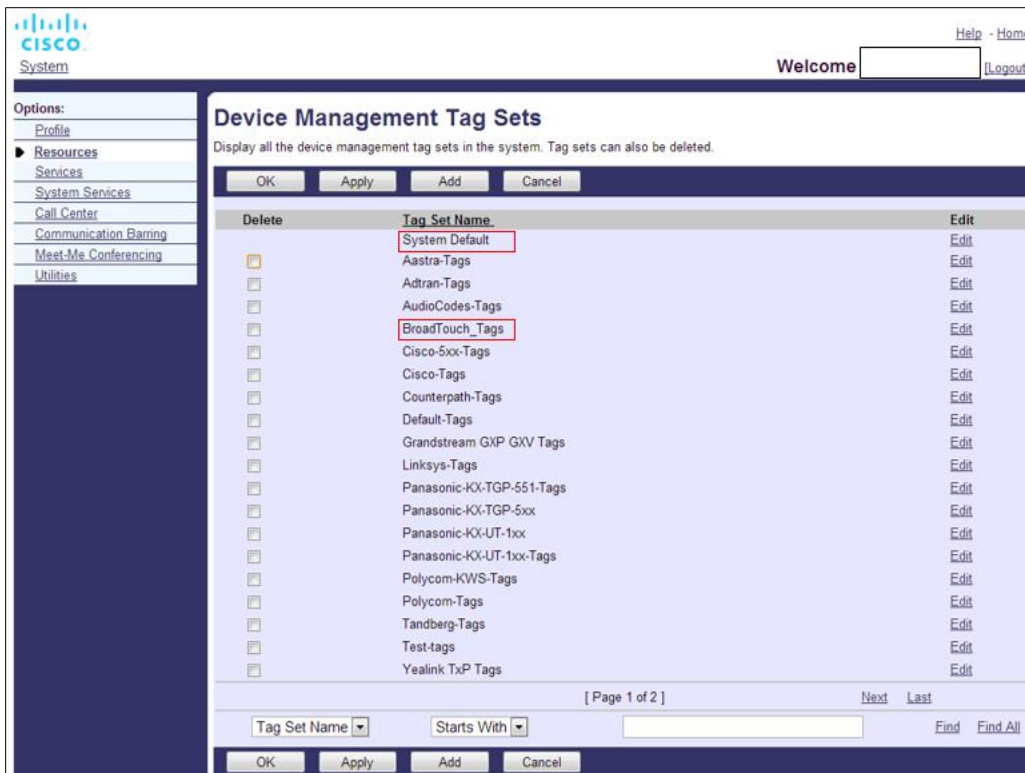 CISCO
Help - Home
System
Welcome
[Logout
Options:
Profile
Resources
Services
System Services
Call Center
Communication Barring
Meet-Me Conferencing
Utilities
Device Management Tag Sets
Display all the device management tag sets in the system. Tag sets can also be deleted.
OK Apply Add Cancel
Delete Tag Set Name Edit
System Default Edit
Aastra-Tags Edit
Adtran-Tags Edit
AudioCodes-Tags Edit
BroadTouch_Tags Edit
Cisco-5xx-Tags Edit
Cisco-Tags Edit
Counterpath-Tags Edit
Default-Tags Edit
Grandstream GXP GXV Tags Edit
Linksys-Tags Edit
Panasonic-KX-TGP-551-Tags Edit
Panasonic-KX-TGP-5xx Edit
Panasonic-KX-UT-1xx Edit
Panasonic-KX-UT-1xx-Tags Edit
Polycom-KWS-Tags Edit
Polycom-Tags Edit
Tandberg-Tags Edit
Test-tags Edit
Yealink TxP Tags Edit
[ Page 1 of 2 ] Next Last
Tag Set Name Starts With Find Find All
OK Apply Add Cancel